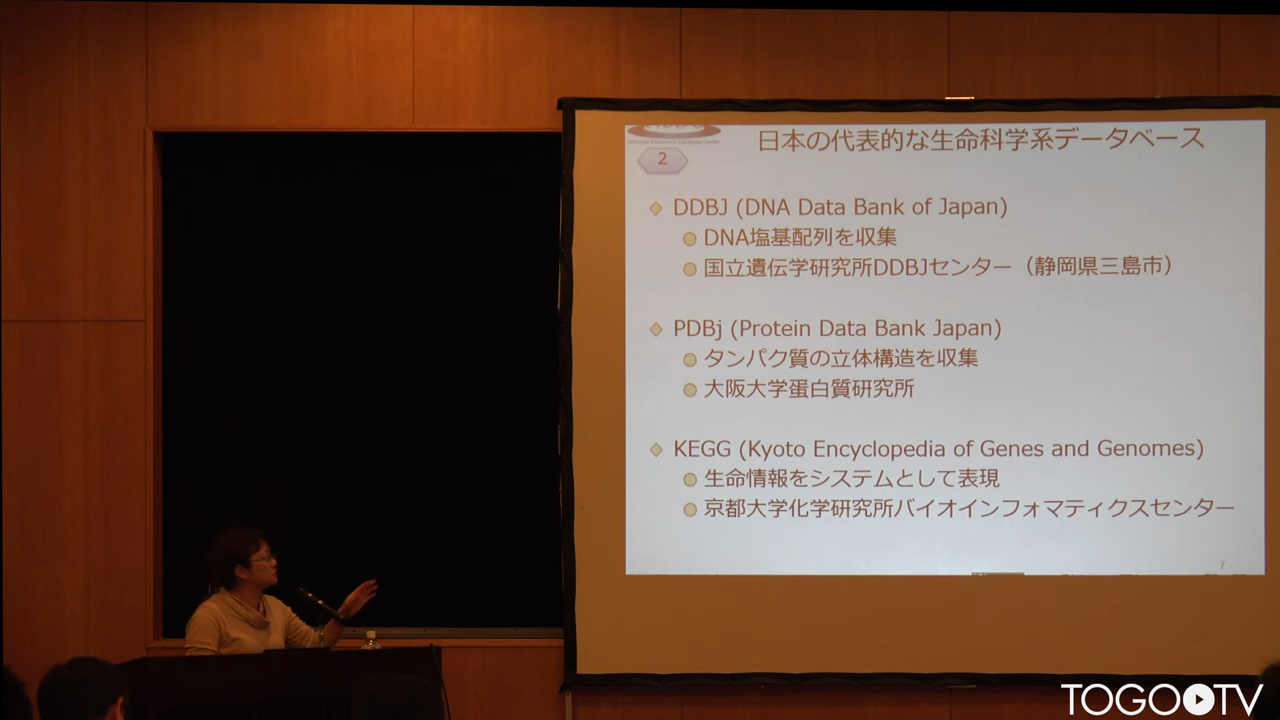 日本の代表的な生命科学系データベース
2
DDBJ (DNA Data Bank of Japan)
DNA塩基配列を収集
国立遺伝学研究所DDBJセンター（静岡県三島市）
PDBj (Protein Data Bank Japan)
タンパク質の立体構造を収集
大阪大学蛋白質研究所
KEGG (Kyoto Encyclopedia of Genes and Genomes)
生命情報をシステムとして表現
京都大学化学研究所バイオインフォマティクスセンター
7
TOGOTV